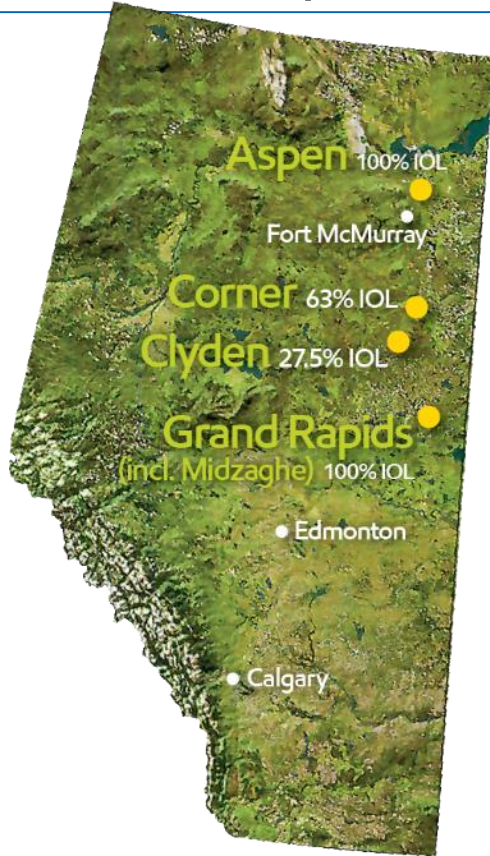 Aspen 100% IOL
Fort McMurray
Corner 63% IOL
Clyden 27.5% IOL
Grand Rapids
(incl. Midzaghe) 100% IOL
Edmonton
Calgary